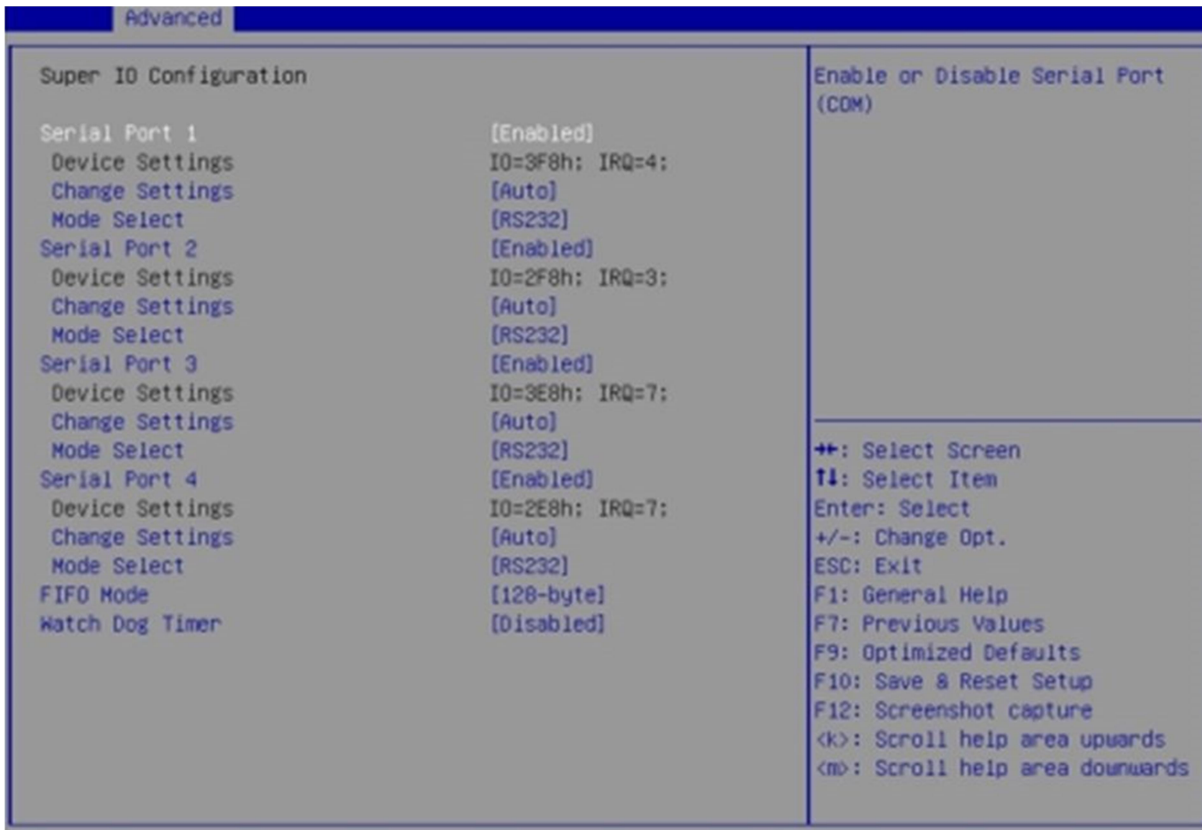 Advanced
Super IO Configuration
Serial Port 1 [Enabled]
Device Settings IO=3F8h; IRQ=4;
Change Settings [Auto]
Mode Select [RS232]
Serial Port 2 [Enabled]
Device Settings IO=2F8h; IRQ=3;
Change Settings [Auto]
Mode Select [RS232]
Serial Port 3 [Enabled]
Device Settings IO=3E8h; IRQ=7;
Change Settings [Auto]
Mode Select [RS232]
Serial Port 4 [Enabled]
Device Settings IO=2E8h; IRQ=7;
Change Settings [Auto]
Mode Select [RS232]
FIFO Mode [128-byte]
Watch Dog Timer [Disabled]
Enable or Disable Serial Port
(COM)
→←: Select Screen
↑↓: Select Item
Enter: Select
+/-: Change Opt.
ESC: Exit
F1: General Help
F7: Previous Values
F9: Optimized Defaults
F10: Save & Reset Setup
F12: Screenshot capture
<k>: Scroll help area upwards
<m>: Scroll help area downwards